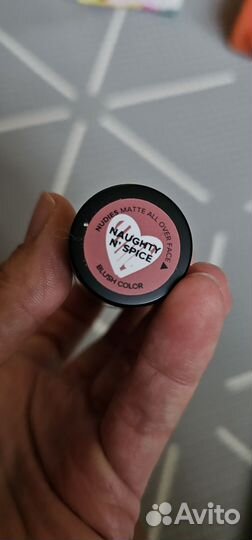 NUDIES MATTE ALL OVER FACE
NAUGHTY
N' SPICE
BLUSH COLOR
Avito